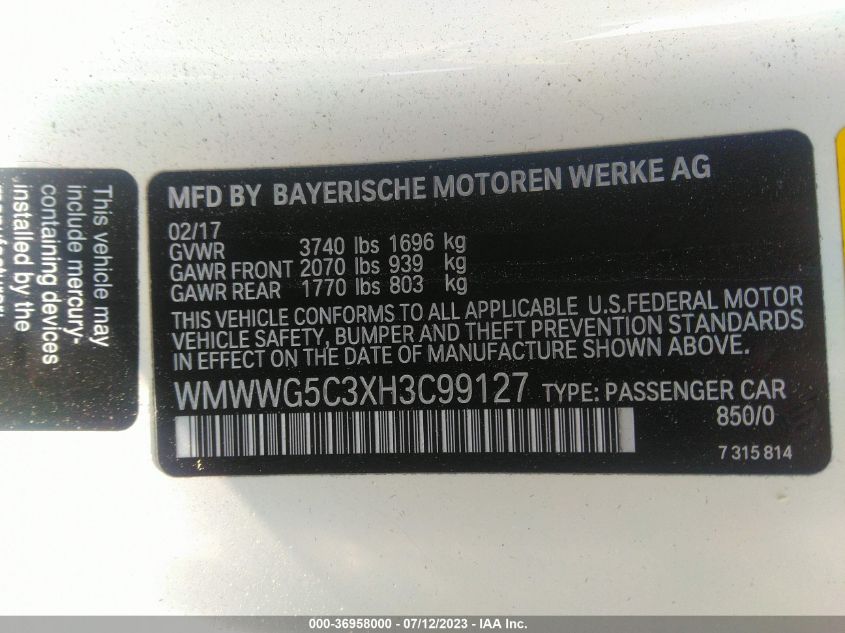 MFD BY BAYERISCHE MOTOREN WERKE AG
02/17
GVWR 3740 lbs 1696 kg
GAWR FRONT 2070 lbs 939 kg
GAWR REAR 1770 lbs 803 kg
THIS VEHICLE CONFORMS TO ALL APPLICABLE U.S.FEDERAL MOTOR
VEHICLE SAFETY, BUMPER AND THEFT PREVENTION STANDARDS
IN EFFECT ON THE DATE OF MANUFACTURE SHOWN ABOVE.
WMWWG5C3XH3C99127 TYPE: PASSENGER CAR
850/0
7 315 814
This vehicle may
include mercury-
containing devices
installed by the
000-36958000 - 07/12/2023 - IAA Inc.